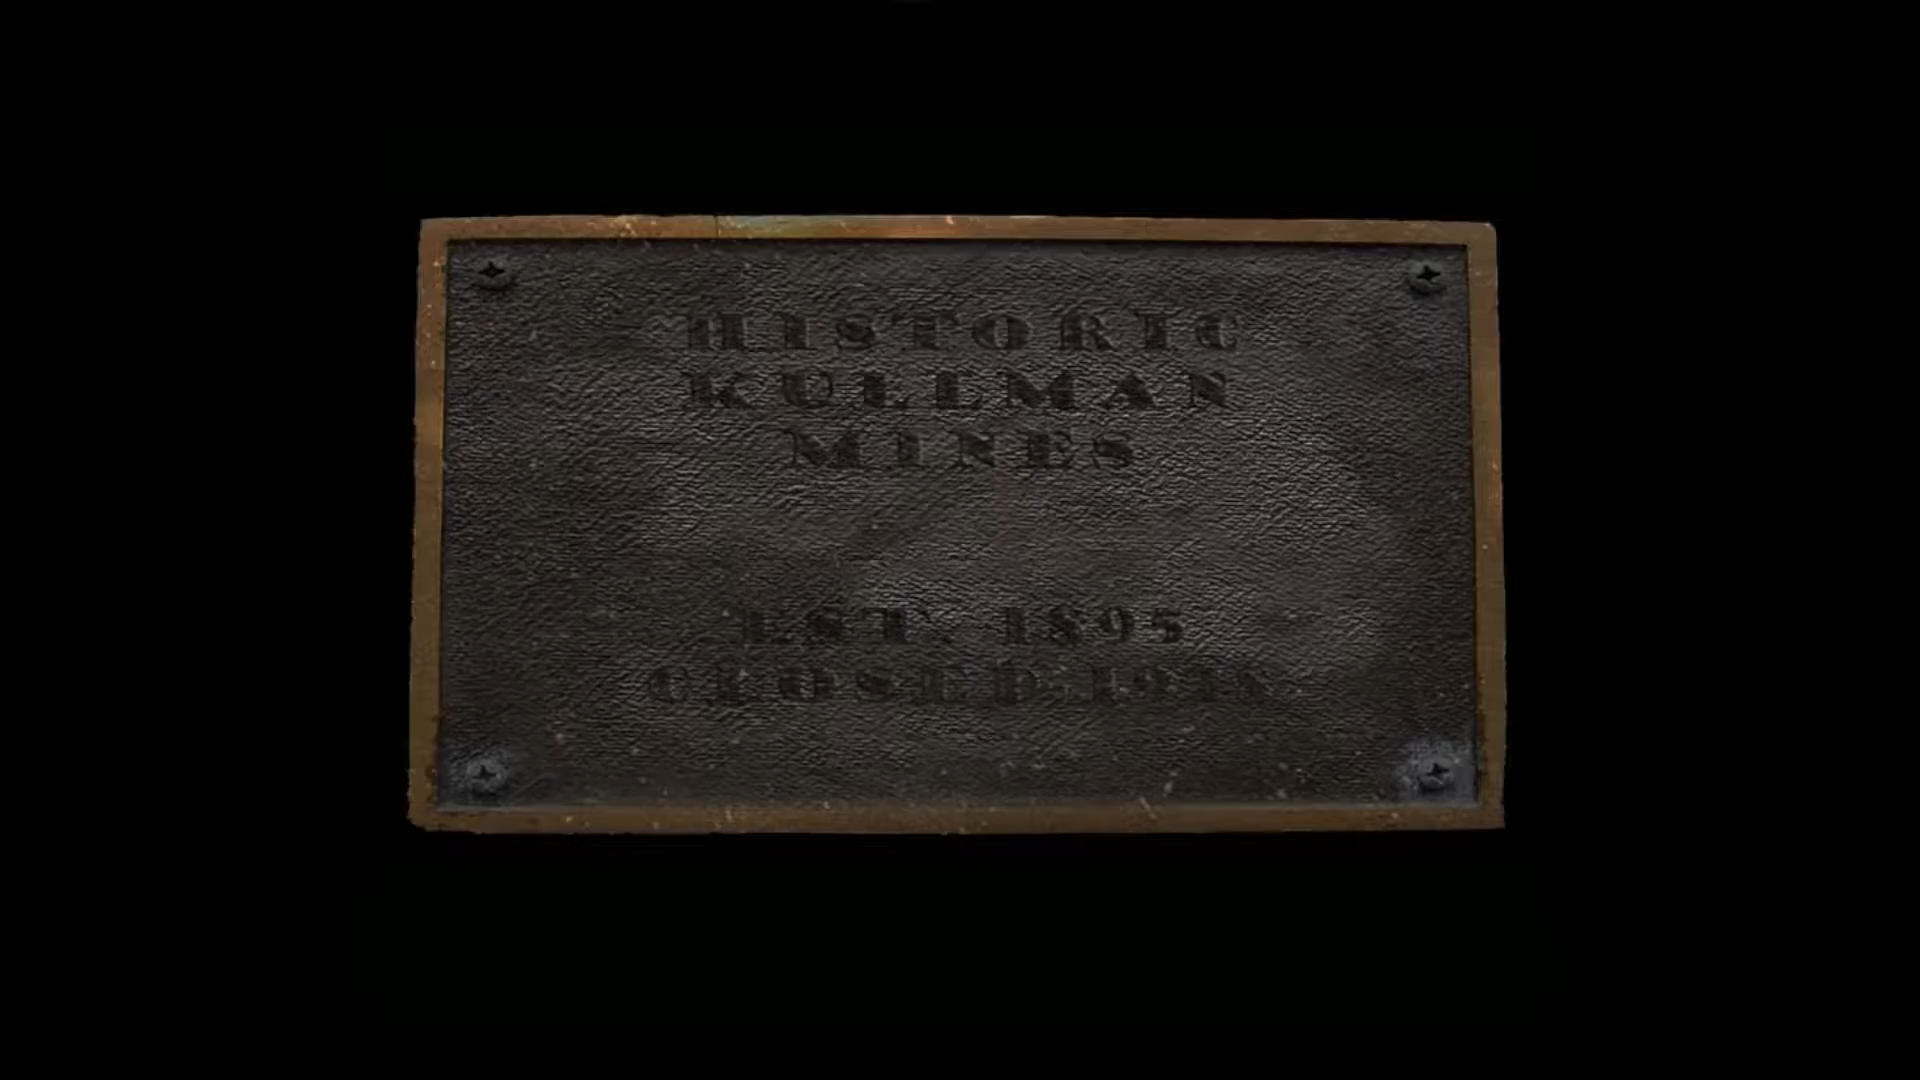 HISTORIC
KULLMAN
MINES
EST. 1895
CLOSED